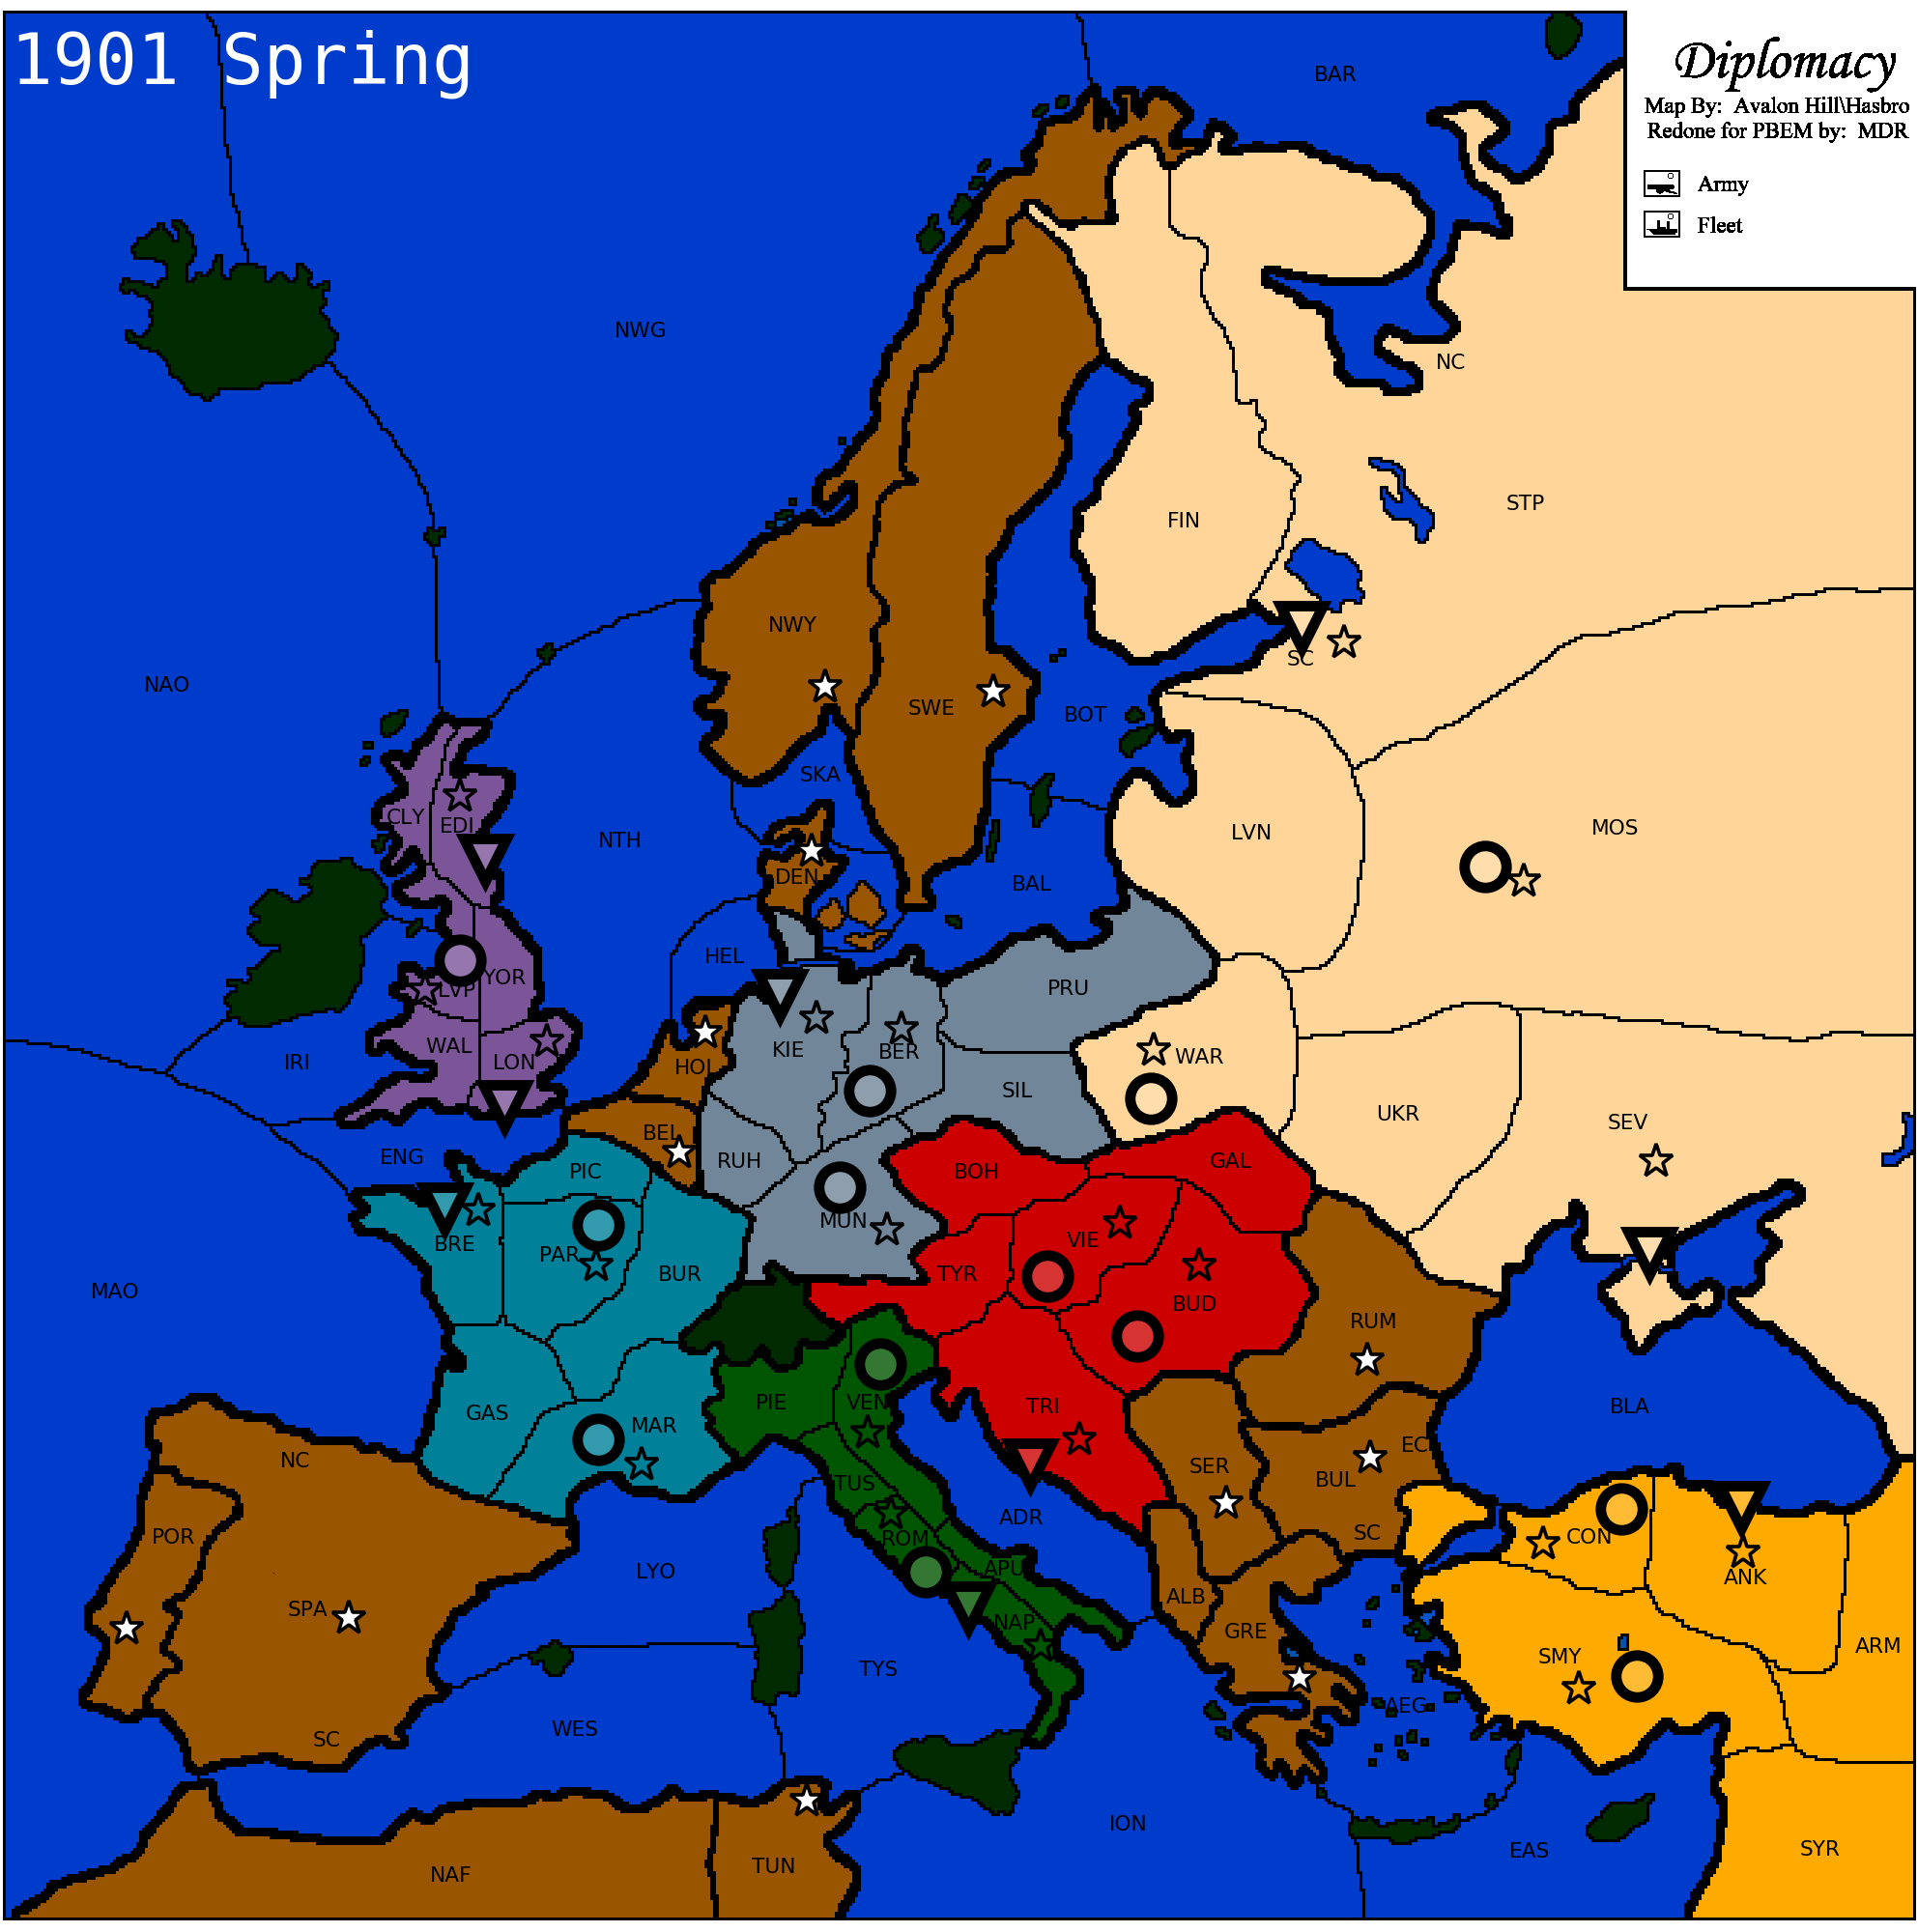 1901 Spring
BAR
Diplomacy
Map By: Avalon Hill\Hasbro
Redone for PBEM by: MDR
Army
Fleet
NWG
NC
STP
FIN
NWY
SC
NAO
SWE
BOT
SKA
CLY
EDI
NTH
LVN
MOS
DEN
BAL
HEL
YOR
LVP
PRU
WAL
LON
IRI
HOL
KIE
BER
WAR
SIL
UKR
SEV
ENG
BEL
PIC
RUH
BOH
GAL
MUN
BRE
PAR
BUR
TYR
VIE
MAO
BUD
RUM
GAS
MAR
PIE
VEN
TRI
BLA
NC
TUS
SER
BUL
EC
POR
ROM
ADR
SC
CON
LYO
APU
ANK
SPA
NAP
ALB
GRE
SMY
ARM
TYS
AEG
SC
WES
ION
EAS
SYR
NAF
TUN